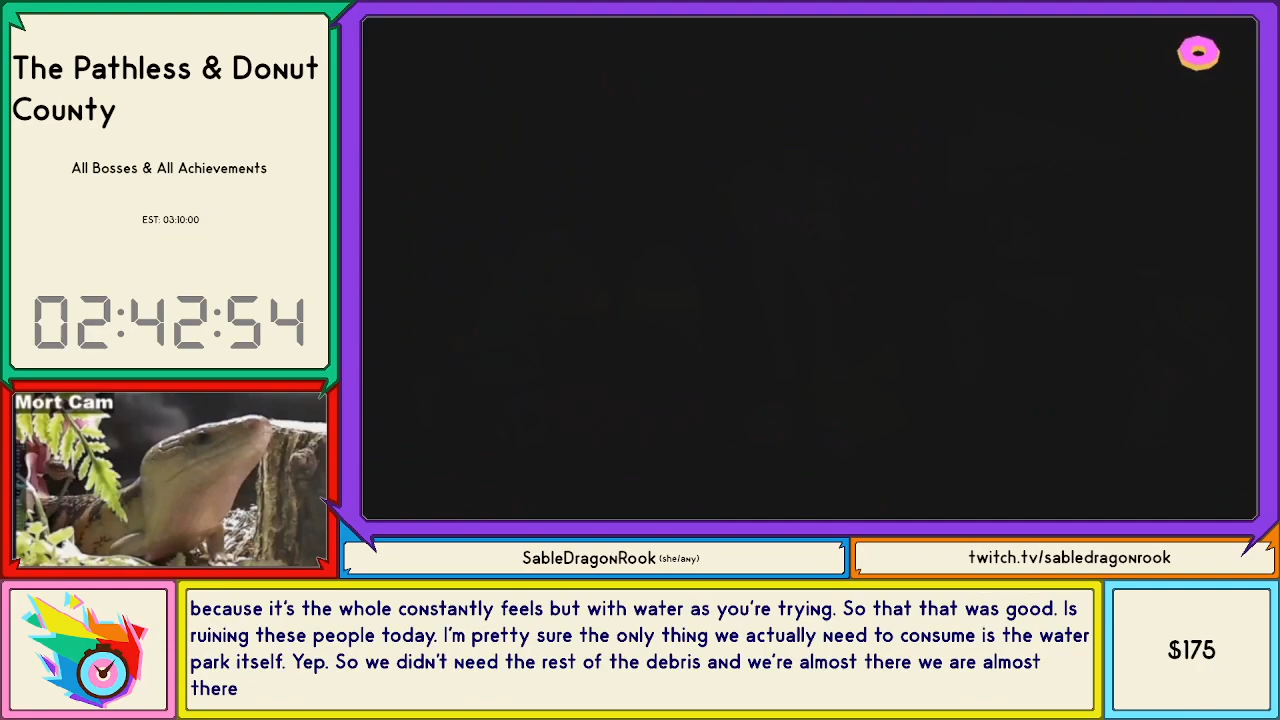 The Pathless & Donut
County
All Bosses & All Achievements
EST: 03:10:00
02:42:54
Mort Cam
SableDragonRook (she/any)
twitch.tv/sabledragonrook
because it's the whole constantly feels but with water as you're trying. So that that was good. Is
ruining these people today. I'm pretty sure the only thing we actually need to consume is the water
park itself. Yep. So we didn't need the rest of the debris and we're almost there we are almost
there
$175